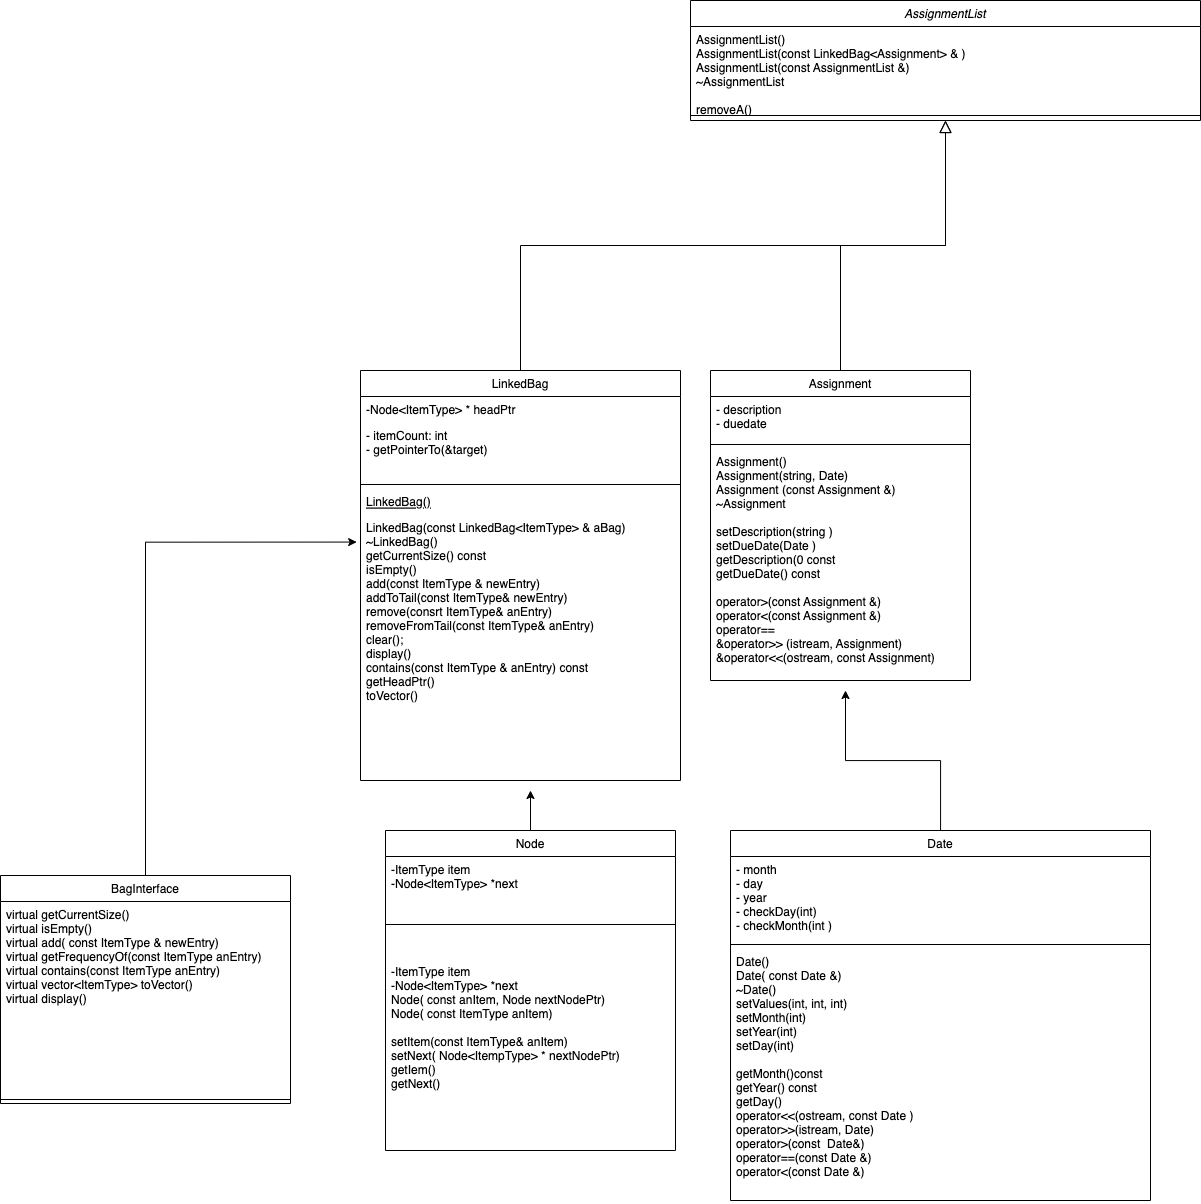 AssignmentList
AssignmentList()
AssignmentList(const LinkedBag<Assignment> & )
AssignmentList(const AssignmentList &)
~AssignmentList
removeA()
LinkedBag
-Node<ItemType> * headPtr
- itemCount: int
- getPointerTo(&target)
LinkedBag()
LinkedBag(const LinkedBag<ItemType> & aBag)
~LinkedBag()
getCurrentSize() const
isEmpty()
add(const ItemType & newEntry)
addToTail(const ItemType& newEntry)
remove(consrt ItemType& anEntry)
removeFromTail(const ItemType& anEntry)
clear();
display()
contains(const ItemType & anEntry) const
getHeadPtr()
toVector()
Assignment
- description
- duedate
Assignment()
Assignment(string, Date)
Assignment (const Assignment &)
~Assignment
setDescription(string )
setDueDate(Date )
getDescription(0 const
getDueDate() const
operator>(const Assignment &)
operator<(const Assignment &)
operator==
&operator>> (istream, Assignment)
&operator<<(ostream, const Assignment)
BagInterface
virtual getCurrentSize()
virtual isEmpty()
virtual add( const ItemType & newEntry)
virtual getFrequencyOf(const ItemType anEntry)
virtual contains(const ItemType anEntry)
virtual vector<ItemType> toVector()
virtual display()
Node
-ItemType item
-Node<ItemType> *next
-ItemType item
-Node<ItemType> *next
Node( const anItem, Node nextNodePtr)
Node( const ItemType anItem)
setItem(const ItemType& anItem)
setNext( Node<ItempType> * nextNodePtr)
getIem()
getNext()
Date
- month
- day
- year
- checkDay(int)
- checkMonth(int )
Date()
Date( const Date &)
~Date()
setValues(int, int, int)
setMonth(int)
setYear(int)
setDay(int)
getMonth()const
getYear() const
getDay()
operator<<(ostream, const Date )
operator>>(istream, Date)
operator>(const  Date&)
operator==(const Date &)
operator<(const Date &)